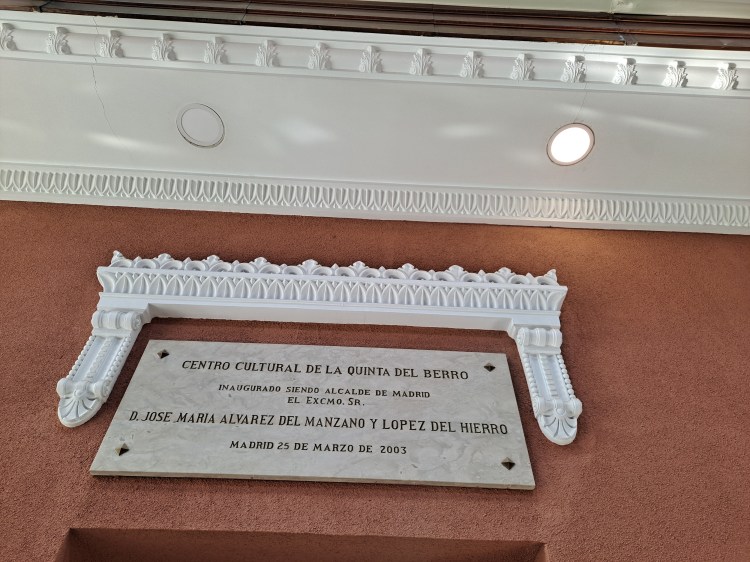 CENTRO CULTURAL DE LA QUINTA DEL BERRO
INAUGURADO SIENDO ALCALDE DE MADRID
EL EXCMO. SR.
D. JOSE MARIA ALVAREZ DEL MANZANO Y LOPEZ DEL HIERRO
MADRID 25 DE MARZO DE 2003